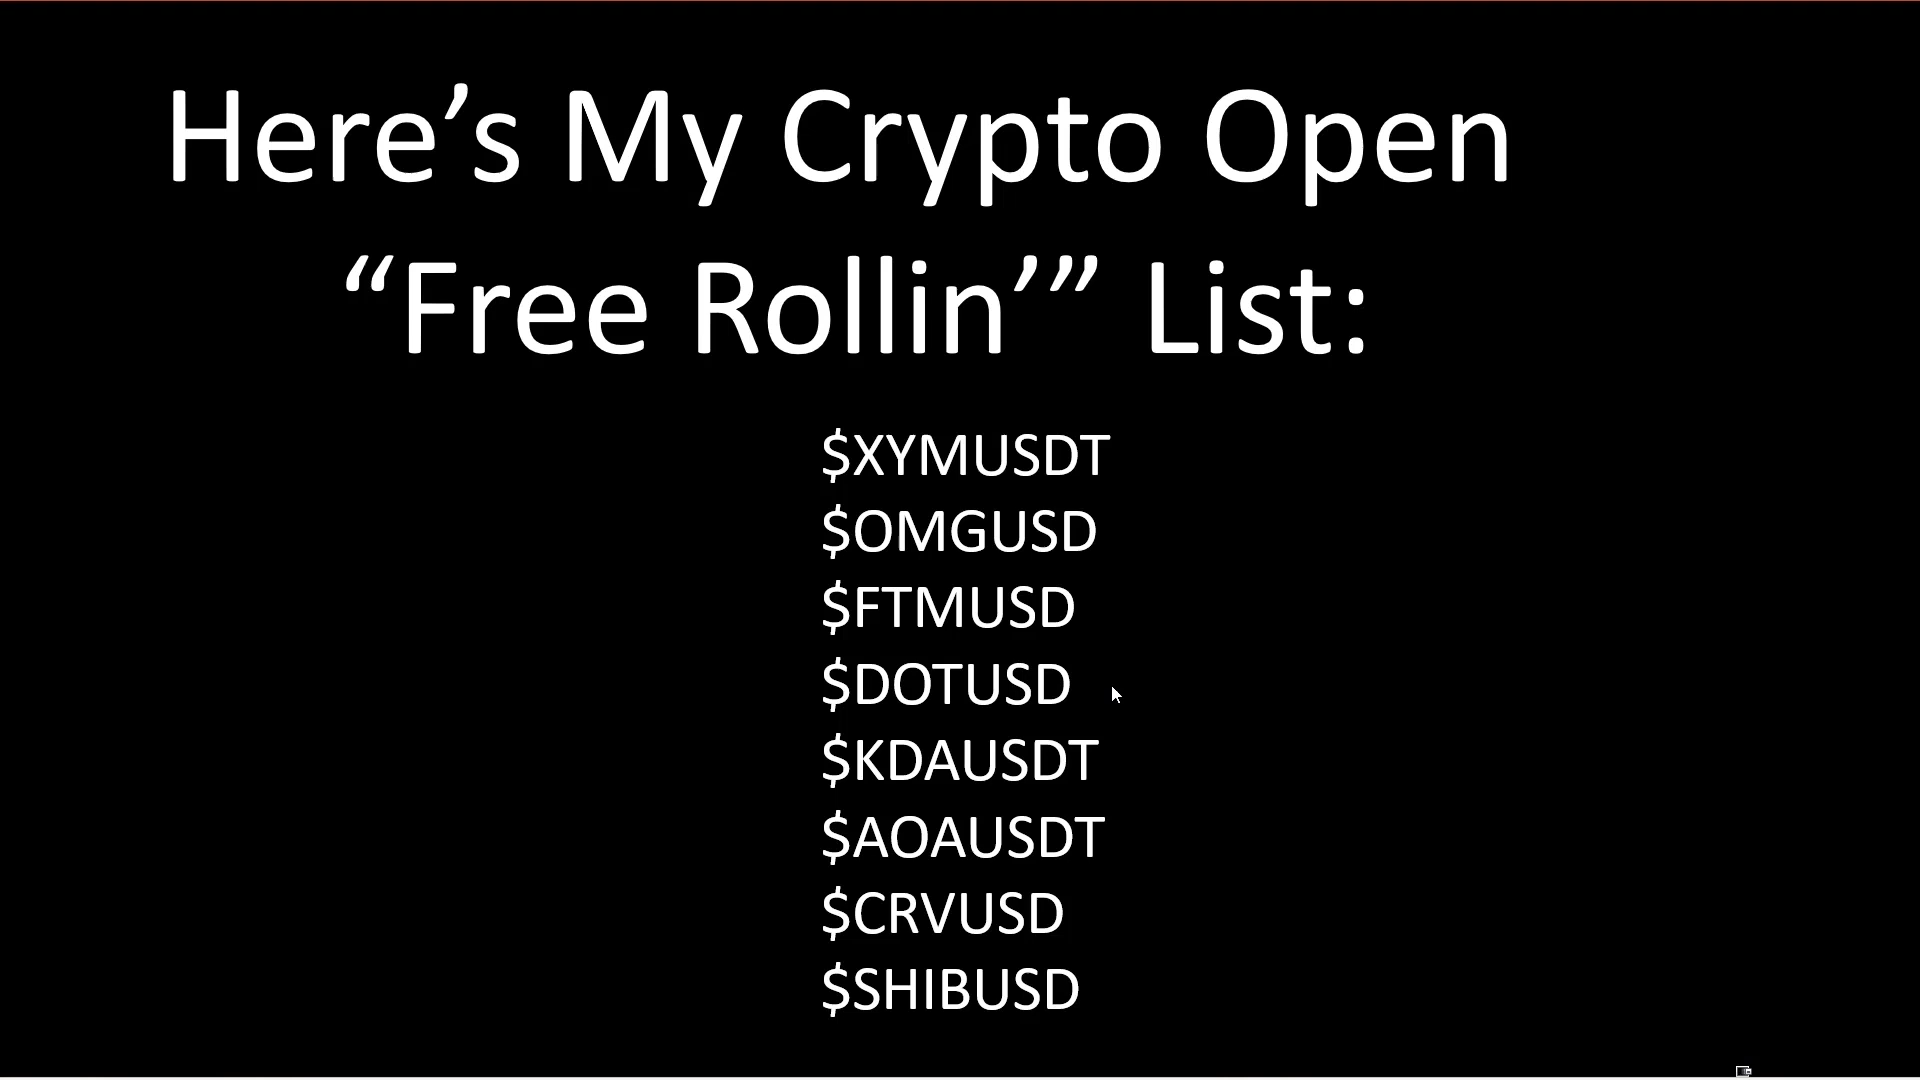 Here’s My Crypto Open
“Free Rollin’” List:
$XYMUSDT
$OMGUSD
$FTMUSD
$DOTUSD
$KDAUSDT
$AOAUSDT
$CRVUSD
$SHIBUSD